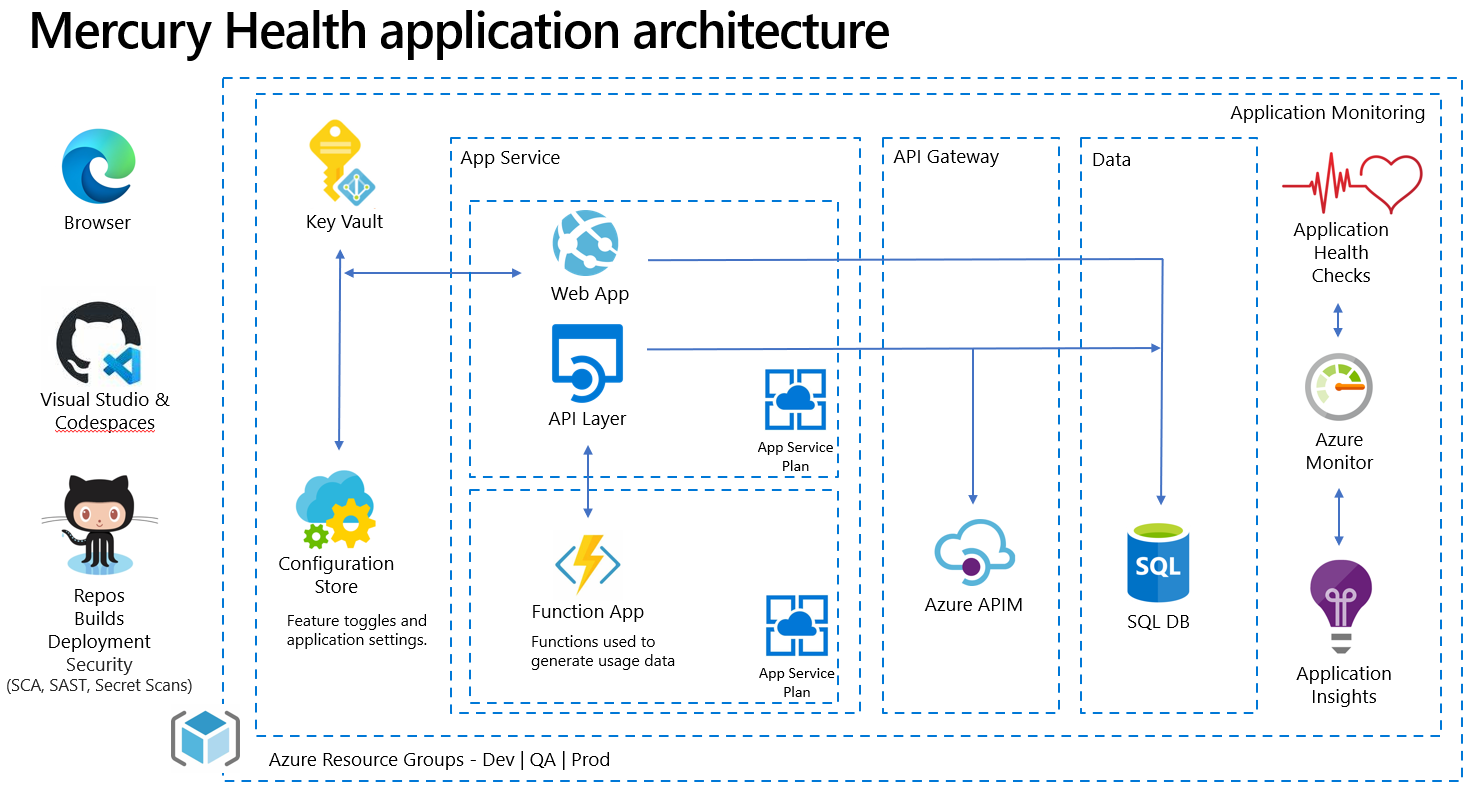 Mercury Health application architecture
Application Monitoring
Browser
Visual Studio &
Codespaces
Repos
Builds
Deployment
Security
(SCA, SAST, Secret Scans)
Key Vault
Configuration
Store
Feature toggles and
application settings.
App Service
Web App
API Layer
App Service
Plan
Function App
Functions used to
generate usage data
App Service
Plan
API Gateway
Azure APIM
Data
SQL
SQL DB
Application
Health
Checks
Azure
Monitor
Application
Insights
Azure Resource Groups - Dev | QA | Prod